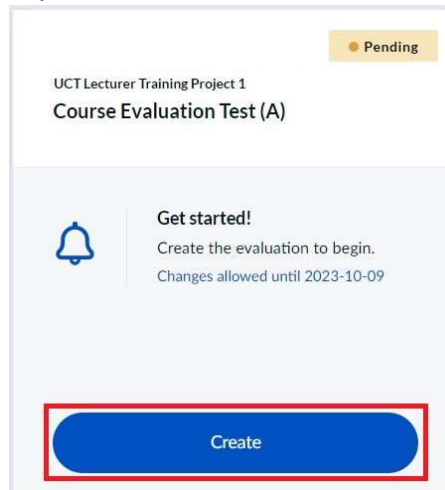 Pending
UCT Lecturer Training Project 1
Course Evaluation Test (A)
Get started!
Create the evaluation to begin.
Changes allowed until 2023-10-09
Create